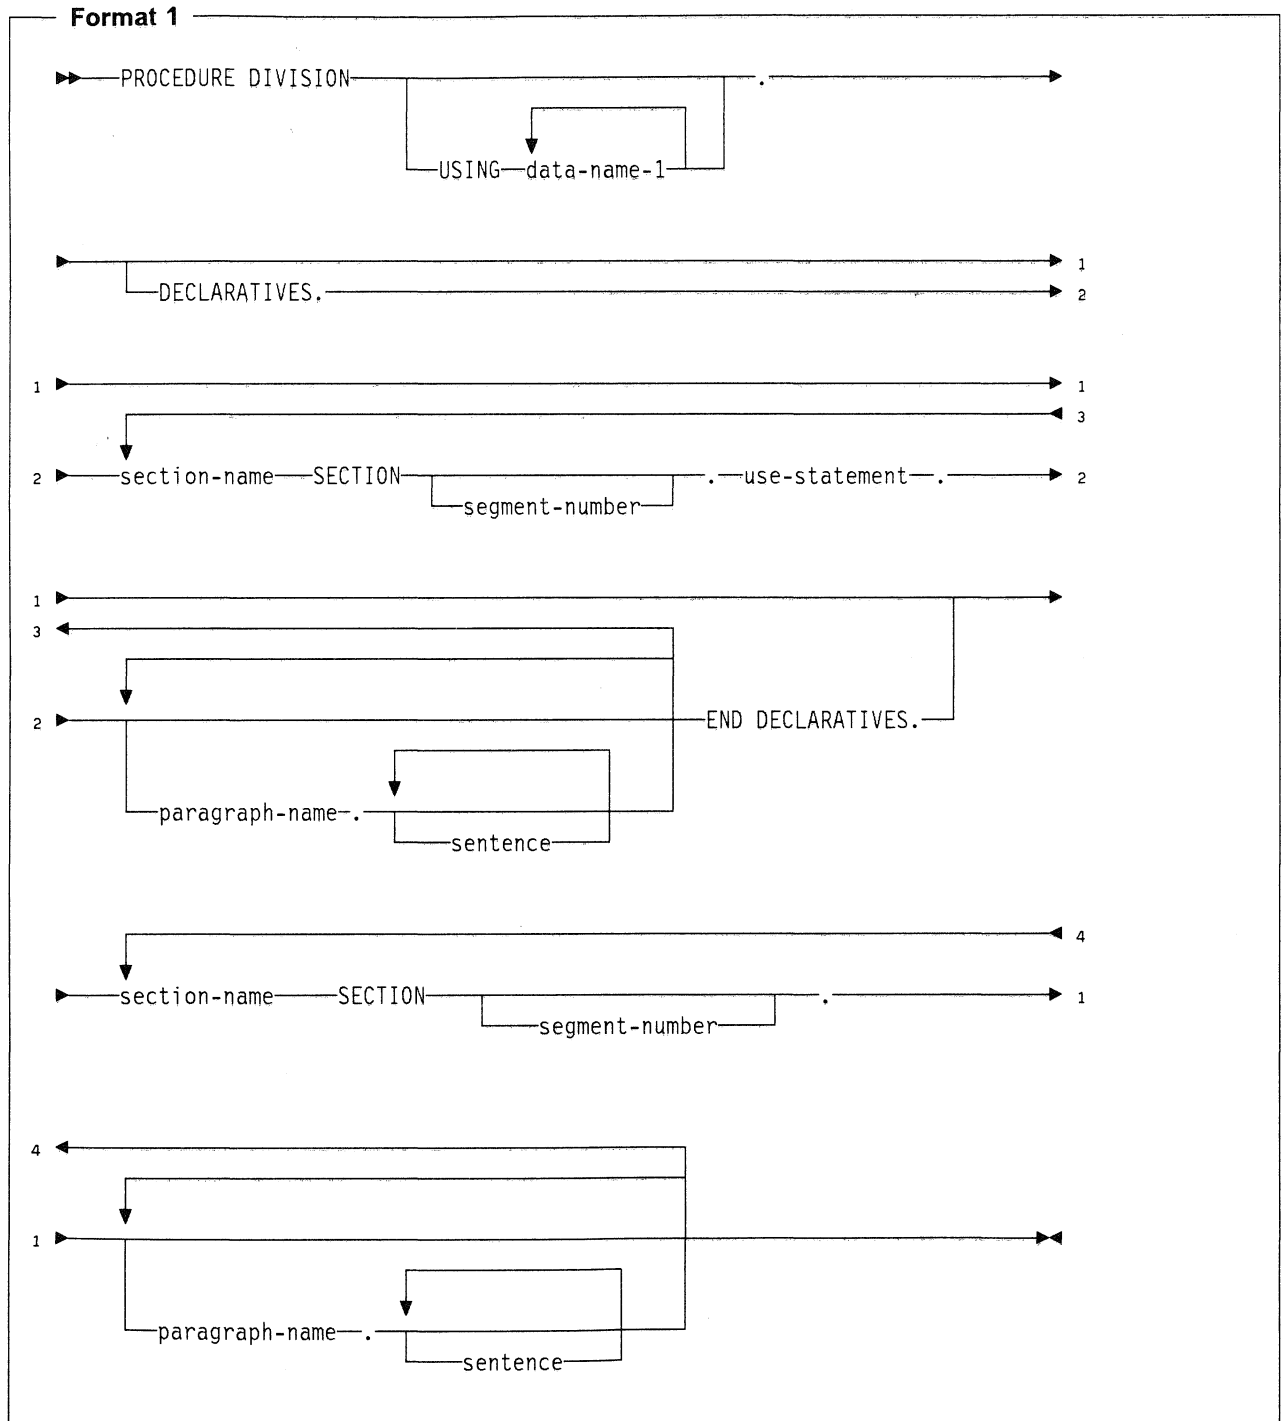 Format 1
PROCEDURE DIVISION .
USING data-name-1
1
DECLARATIVES. 2
1 1
3
2 section-name SECTION . use-statement . 2
segment-number
1
3
2 END DECLARATIVES.
paragraph-name .
sentence
4
section-name SECTION . 1
segment-number
4
1
paragraph-name .
sentence